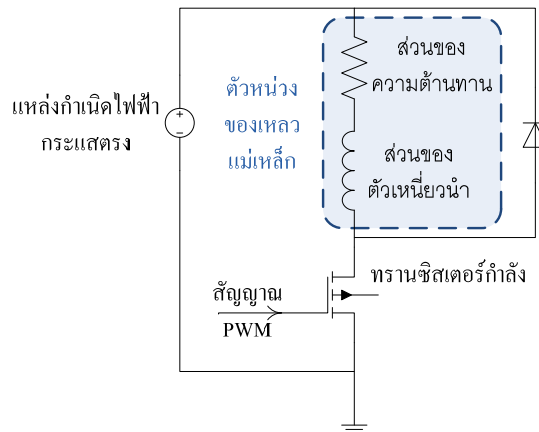 แหล่งกำเนิดไฟฟ้า
กระแสตรง
+
−
ตัวหน่วง
ของเหลว
แม่เหล็ก
ส่วนของ
ความต้านทาน
ส่วนของ
ตัวเหนี่ยวนำ
สัญญาณ
PWM
ทรานซิสเตอร์กำลัง